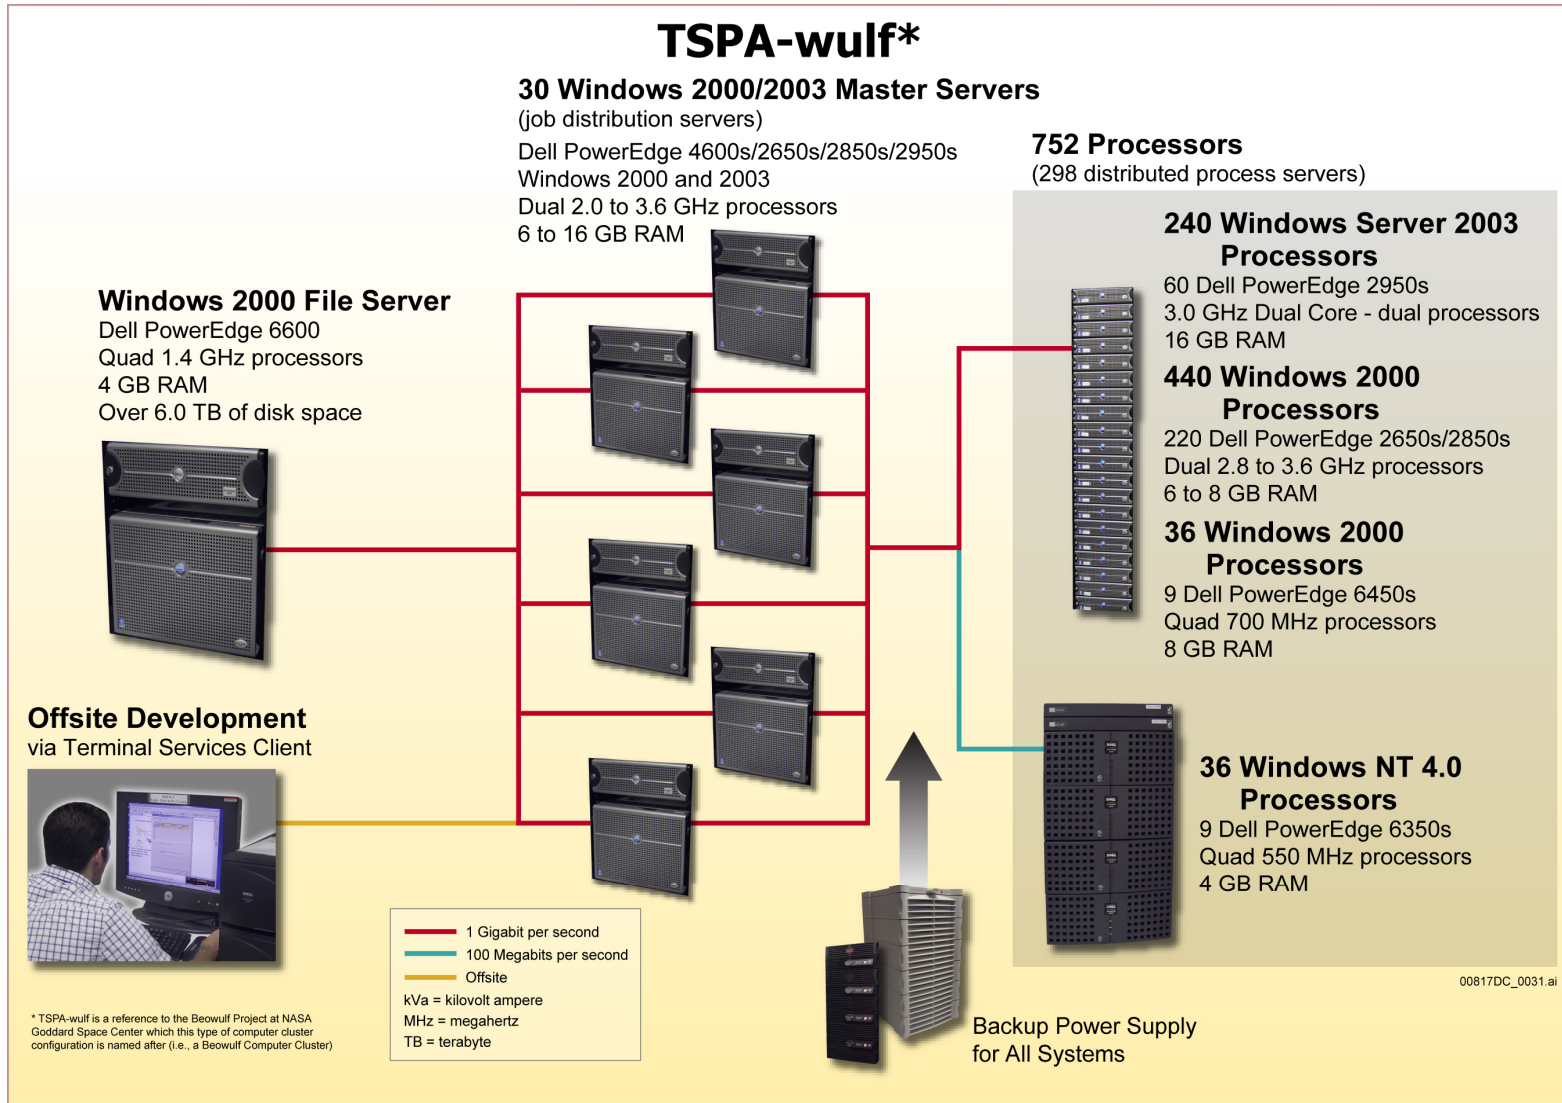 TSPA-wulf*
30 Windows 2000/2003 Master Servers
(job distribution servers)
Dell PowerEdge 4600s/2650s/2850s/2950s
Windows 2000 and 2003
Dual 2.0 to 3.6 GHz processors
6 to 16 GB RAM
752 Processors
(298 distributed process servers)
240 Windows Server 2003
Processors
60 Dell PowerEdge 2950s
3.0 GHz Dual Core - dual processors
16 GB RAM
440 Windows 2000
Processors
220 Dell PowerEdge 2650s/2850s
Dual 2.8 to 3.6 GHz processors
6 to 8 GB RAM
36 Windows 2000
Processors
9 Dell PowerEdge 6450s
Quad 700 MHz processors
8 GB RAM
36 Windows NT 4.0
Processors
9 Dell PowerEdge 6350s
Quad 550 MHz processors
4 GB RAM
Windows 2000 File Server
Dell PowerEdge 6600
Quad 1.4 GHz processors
4 GB RAM
Over 6.0 TB of disk space
Offsite Development
via Terminal Services Client
1 Gigabit per second
100 Megabits per second
Offsite
kVa = kilovolt ampere
MHz = megahertz
TB = terabyte
Backup Power Supply
for All Systems
00817DC_0031.ai
* TSPA-wulf is a reference to the Beowulf Project at NASA
Goddard Space Center which this type of computer cluster
configuration is named after (i.e., a Beowulf Computer Cluster)